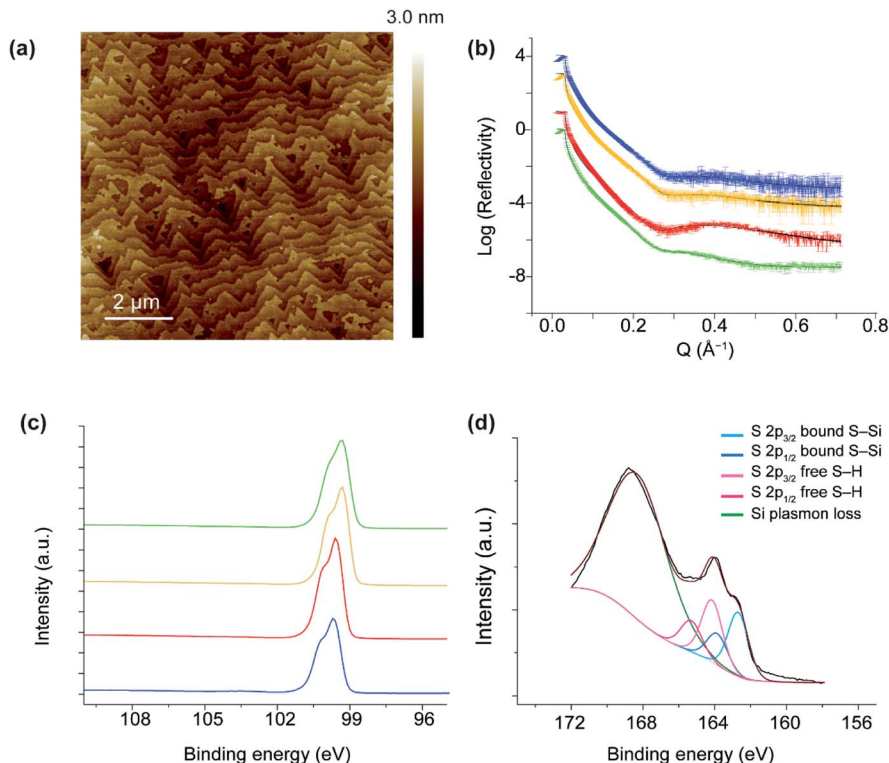 3.0 nm
(a)
2 μm
(b)
4
0
-4
-8
Log (Reflectivity)
0.0 0.2 0.4 0.6 0.8
Q (Å⁻¹)
(c)
Intensity (a.u.)
108 105 102 99 96
Binding energy (eV)
(d)
S 2p₃/₂ bound S–Si
S 2p₁/₂ bound S–Si
S 2p₃/₂ free S–H
S 2p₁/₂ free S–H
Si plasmon loss
Intensity (a.u.)
172 168 164 160 156
Binding energy (eV)